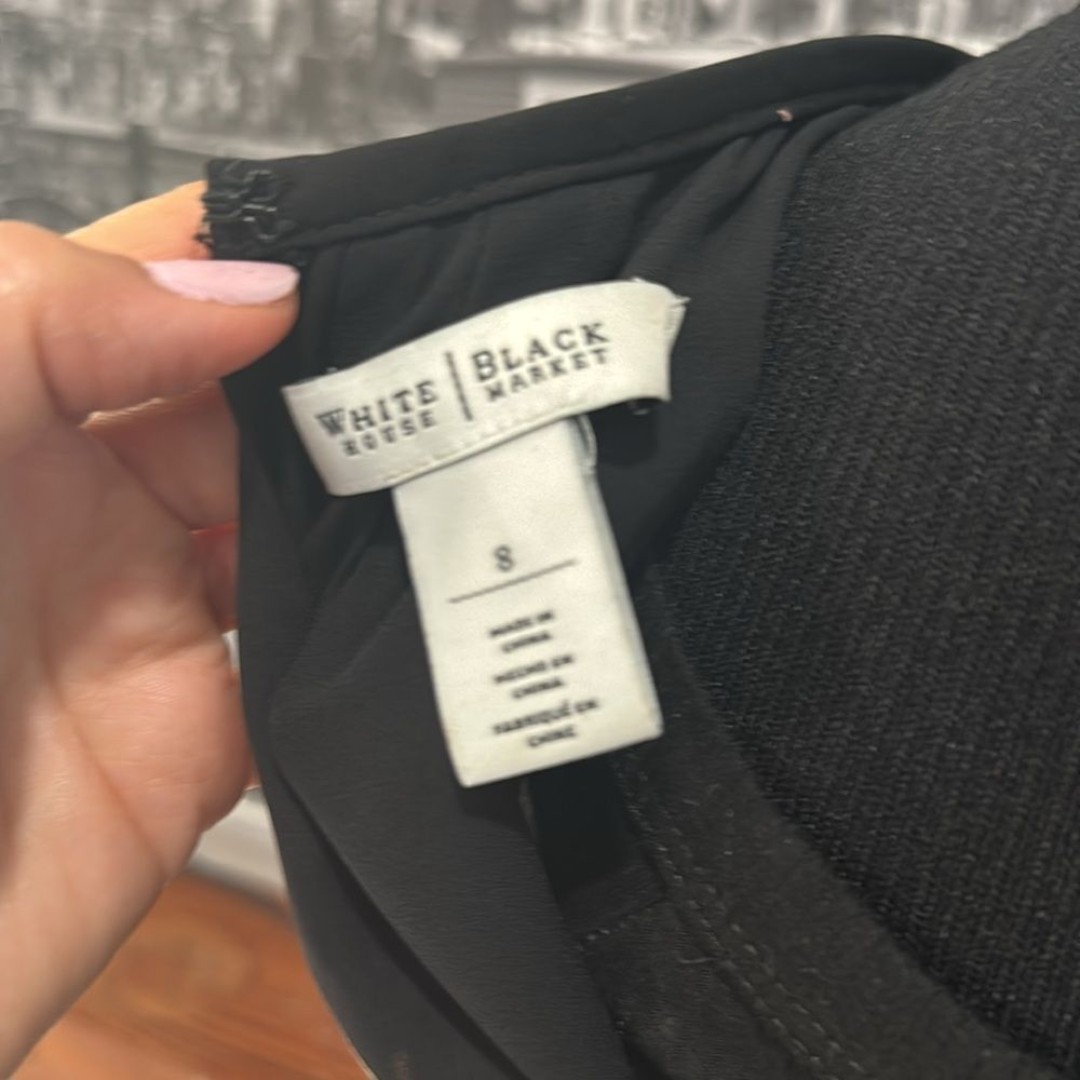 WHITE | BLACK
HOUSE | MARKET
8
MADE IN
CHINA
HECHO EN
CHINA
FABRIQUÉ EN
CHINE